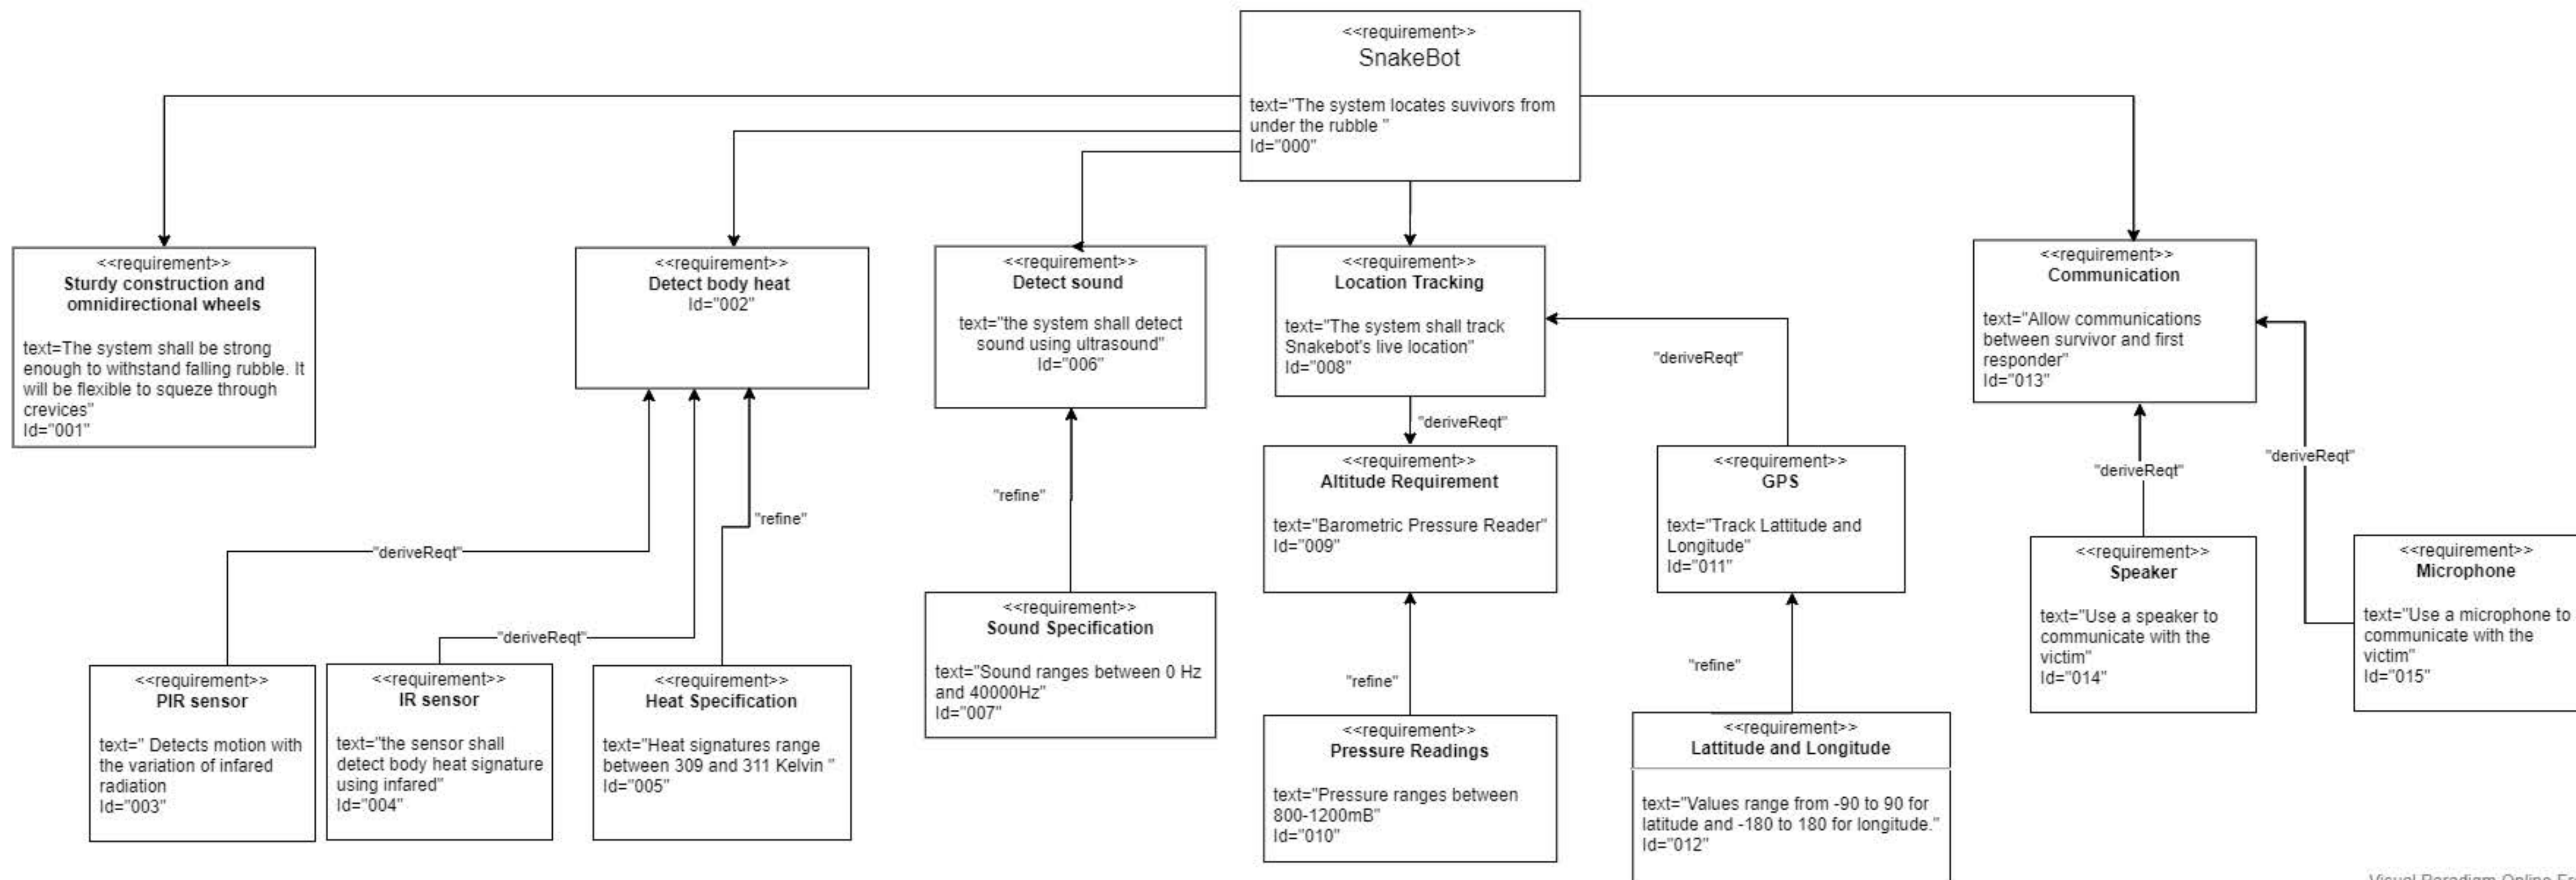 <<requirement>>
SnakeBot
text="The system locates suvivors from
under the rubble "
Id="000"
<<requirement>>
Sturdy construction and
omnidirectional wheels
text=The system shall be strong
enough to withstand falling rubble. It
will be flexible to squeeze through
crevices"
Id="001"
<<requirement>>
Detect body heat
Id="002"
<<requirement>>
Detect sound
text="the system shall detect
sound using ultrasound"
Id="006"
<<requirement>>
Location Tracking
text="The system shall track
Snakebot's live location"
Id="008"
<<requirement>>
Communication
text="Allow communications
between survivor and first
responder"
Id="013"
"deriveReqt"
"deriveReqt"
"deriveReqt"
"deriveReqt"
"refine"
"refine"
"deriveReqt"
"deriveReqt"
<<requirement>>
Altitude Requirement
text="Barometric Pressure Reader"
Id="009"
<<requirement>>
GPS
text="Track Lattitude and
Longitude"
Id="011"
<<requirement>>
Speaker
text="Use a speaker to
communicate with the
victim"
Id="014"
<<requirement>>
Microphone
text="Use a microphone to
communicate with the
victim"
Id="015"
<<requirement>>
PIR sensor
text=" Detects motion with
the variation of infared
radiation
Id="003"
<<requirement>>
IR sensor
text="the sensor shall
detect body heat signature
using infared"
Id="004"
<<requirement>>
Heat Specification
text="Heat signatures range
between 309 and 311 Kelvin "
Id="005"
<<requirement>>
Sound Specification
text="Sound ranges between 0 Hz
and 40000Hz"
Id="007"
"refine"
"refine"
<<requirement>>
Pressure Readings
text="Pressure ranges between
800-1200mB"
Id="010"
<<requirement>>
Lattitude and Longitude
text="Values range from -90 to 90 for
latitude and -180 to 180 for longitude."
Id="012"